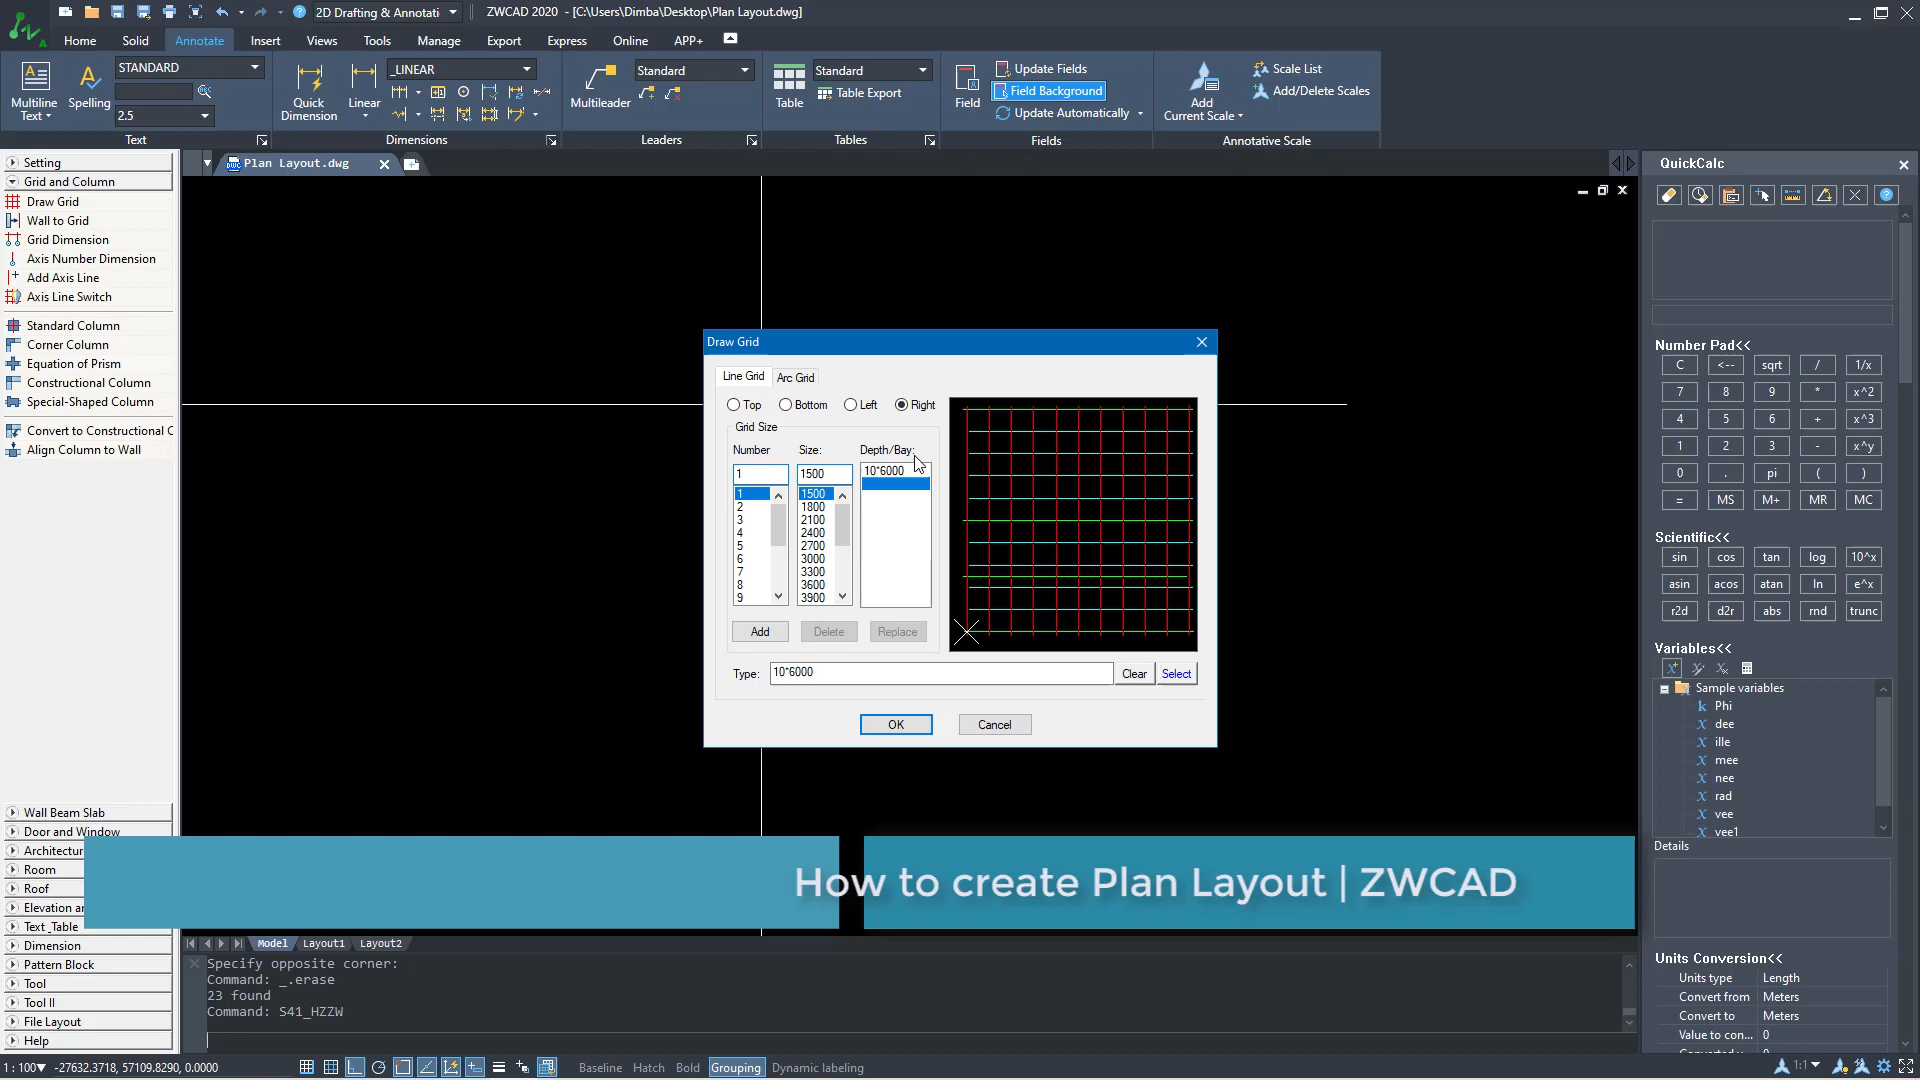 2D Drafting & Annotati
ZWCAD 2020 - [C:\Users\Dimba\Desktop\Plan Layout.dwg]
Home Solid Annotate Insert Views Tools Manage Export Express Online APP+
Multiline Text
Spelling
STANDARD
2.5
Quick Dimension
Linear
_LINEAR
Multileader
Standard
Table
Standard
Table Export
Field
Update Fields
Field Background
Update Automatically
Add Current Scale
Scale List
Add/Delete Scales
Text Dimensions Leaders Tables Fields Annotative Scale
Plan Layout.dwg
Setting
Grid and Column
Draw Grid
Wall to Grid
Grid Dimension
Axis Number Dimension
Add Axis Line
Axis Line Switch
Standard Column
Corner Column
Equation of Prism
Constructional Column
Special-Shaped Column
Convert to Constructional C
Align Column to Wall
Wall Beam Slab
Door and Window
Architectur
Room
Roof
Elevation an
Text_Table
Dimension
Pattern Block
Tool
Tool II
File Layout
Help
Draw Grid
Line Grid Arc Grid
Top Bottom Left Right
Grid Size
Number Size: Depth/Bay:
1 1500 10*6000
1 1500
2 1800
3 2100
4 2400
5 2700
6 3000
7 3300
8 3600
9 3900
Add Delete Replace
Type: 10*6000 Clear Select
OK Cancel
How to create Plan Layout | ZWCAD
Model Layout1 Layout2
Specify opposite corner:
Command: _.erase
23 found
Command: S41_HZZW
1 : 100 -27632.3718, 57109.8290, 0.0000
Baseline Hatch Bold Grouping Dynamic labeling
1:1
QuickCalc
Number Pad<<
C <-- sqrt / 1/x
7 8 9 * x^2
4 5 6 + x^3
1 2 3 - x^y
0 . pi ( )
= MS M+ MR MC
Scientific<<
sin cos tan log 10^x
asin acos atan ln e^x
r2d d2r abs rnd trunc
Variables<<
Sample variables
k Phi
x dee
x ille
x mee
x nee
x rad
x vee
x vee1
Details
Units Conversion<<
Units type Length
Convert from Meters
Convert to Meters
Value to con... 0